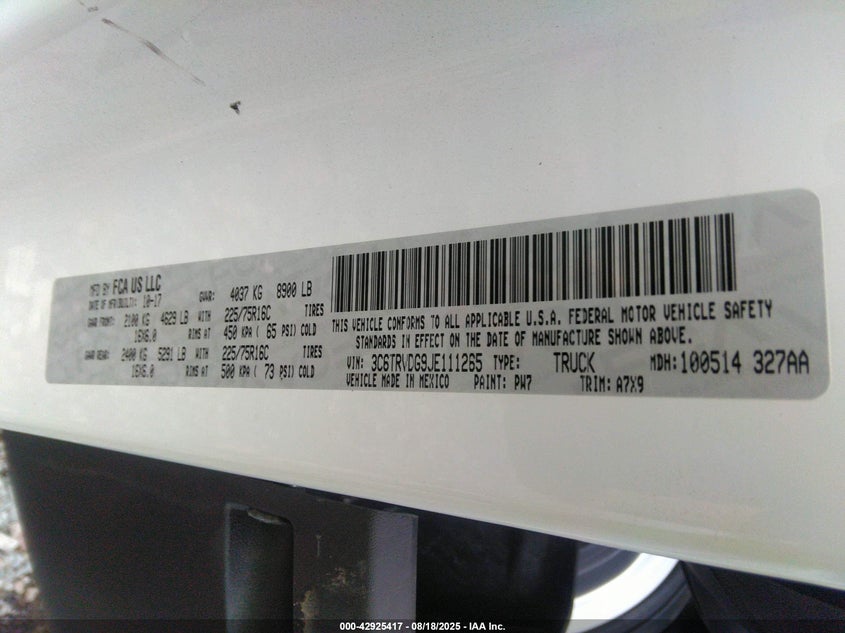 MFD BY FCA US LLC
DATE OF MFR(BUILT): 10-17
GVWR: 4037 KG 8900 LB
GAWR FRONT: 2100 KG 4629 LB WITH 225/75R16C TIRES
16X6.0 RIMS AT 450 KPA ( 65 PSI) COLD
GAWR REAR: 2400 KG 5291 LB WITH 225/75R16C TIRES
16X6.0 RIMS AT 500 KPA ( 73 PSI) COLD
THIS VEHICLE CONFORMS TO ALL APPLICABLE U.S.A. FEDERAL MOTOR VEHICLE SAFETY
STANDARDS IN EFFECT ON THE DATE OF MANUFACTURE SHOWN ABOVE.
VIN: 3C6TRVDG9JE111265 TYPE: TRUCK MDH:100514 327AA
VEHICLE MADE IN MEXICO PAINT: PW7 TRIM: A7X9
000-42925417 - 08/18/2025 - IAA Inc.